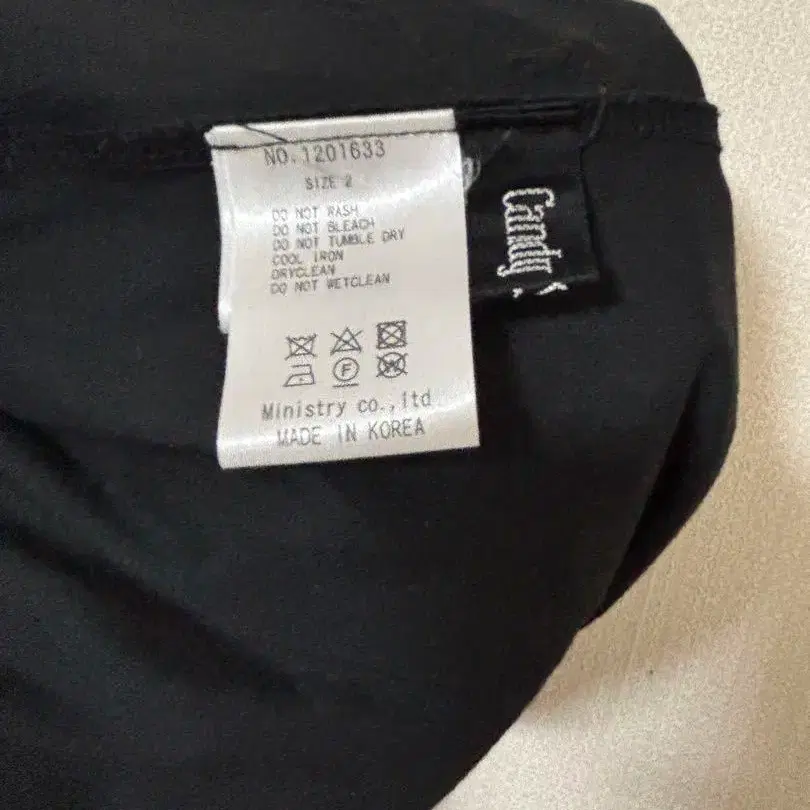 NO.1201633
SIZE 2
DO NOT RASH
DO NOT BLEACH
DO NOT TUMBLE DRY
COOL IRON
DRYCLEAN
DO NOT WETCLEAN
F
W
Ministry co.,ltd
MADE IN KOREA
Candy